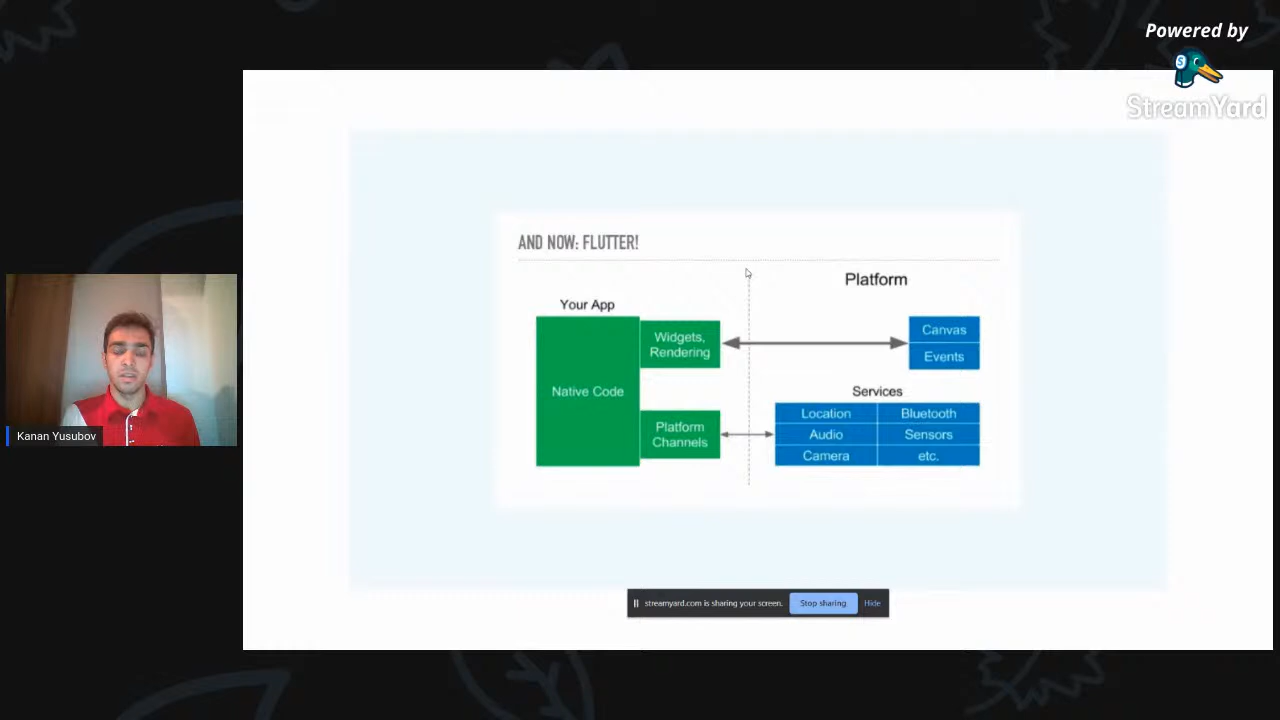 Powered by
StreamYard
AND NOW: FLUTTER!
Platform
Your App
Native Code
Widgets,
Rendering
Canvas
Events
Platform
Channels
Services
Location
Bluetooth
Audio
Sensors
Camera
etc.
Kanan Yusubov
streamyard.com is sharing your screen.
Stop sharing
Hide